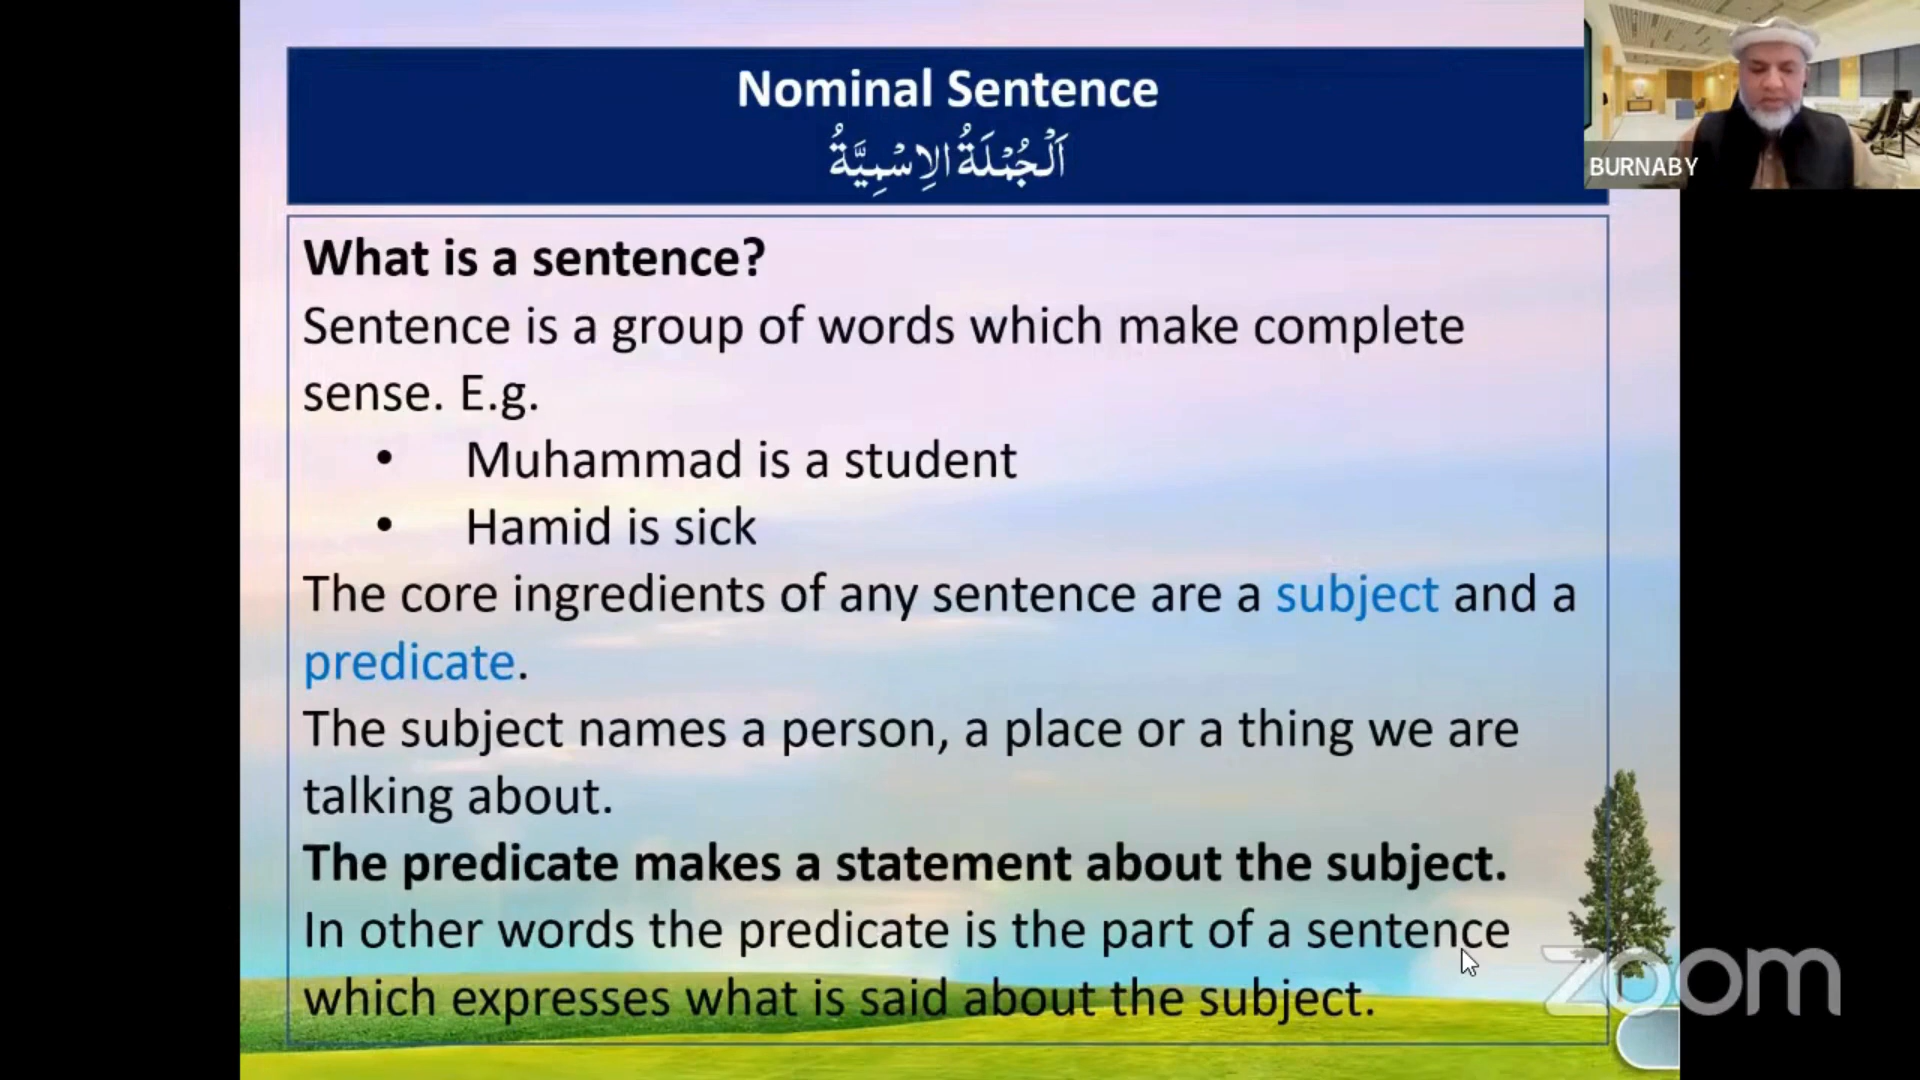 Nominal Sentence
اَلْجُمْلَةُ الاِسْمِيَّةُ
BURNABY
What is a sentence?
Sentence is a group of words which make complete
sense. E.g.
• Muhammad is a student
• Hamid is sick
The core ingredients of any sentence are a subject and a
predicate.
The subject names a person, a place or a thing we are
talking about.
The predicate makes a statement about the subject.
In other words the predicate is the part of a sentence
which expresses what is said about the subject.
zoom